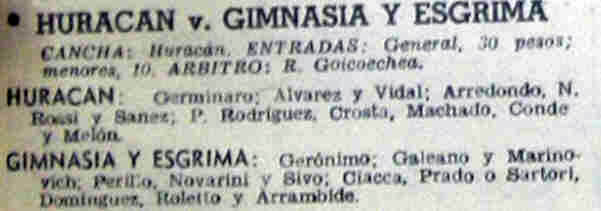 • HURACAN v. GIMNASIA Y ESGRIMA
CANCHA: Huracán. ENTRADAS: General, 30 pesos;
menores, 10. ARBITRO: R. Goicoechea.
HURACAN: Germinaro; Alvarez y Vidal; Arredondo, N.
Rossi y Sanez; P. Rodríguez, Crosta, Machado, Conde
y Melón.
GIMNASIA Y ESGRIMA: Gerónimo; Galeano y Marino-
vich; Perillo, Novarini y Sivo; Ciacca, Prado o Sartori,
Domínguez, Roletto y Arrambide.